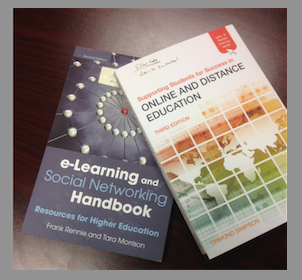 e-Learning and
Social Networking
Handbook
Resources for Higher Education
Frank Rennie and Tara Morrison
Supporting Students for Success in
ONLINE AND DISTANCE
EDUCATION
THIRD EDITION
ORMOND SIMPSON